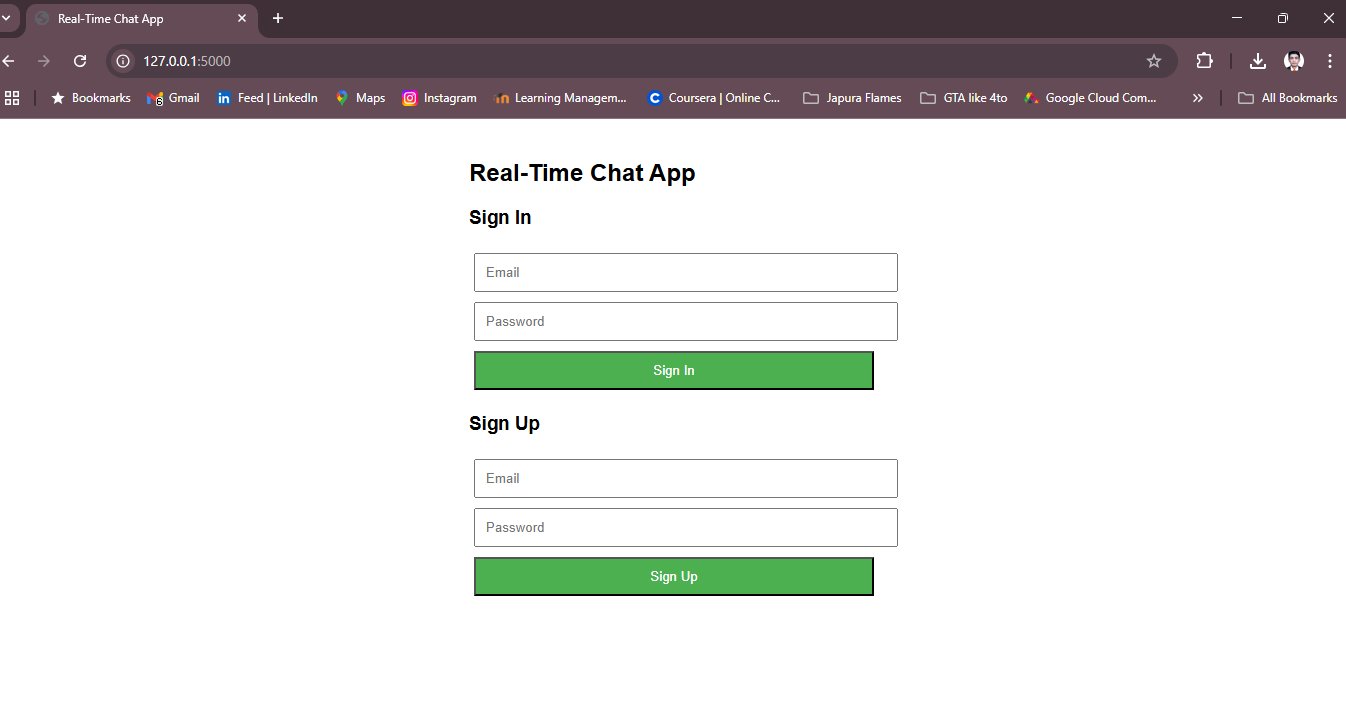 Real-Time Chat App
127.0.0.1:5000
Bookmarks Gmail Feed | LinkedIn Maps Instagram Learning Managem... Coursera | Online C... Japura Flames GTA like 4to Google Cloud Com... All Bookmarks
Real-Time Chat App
Sign In
Email
Password
Sign In
Sign Up
Email
Password
Sign Up